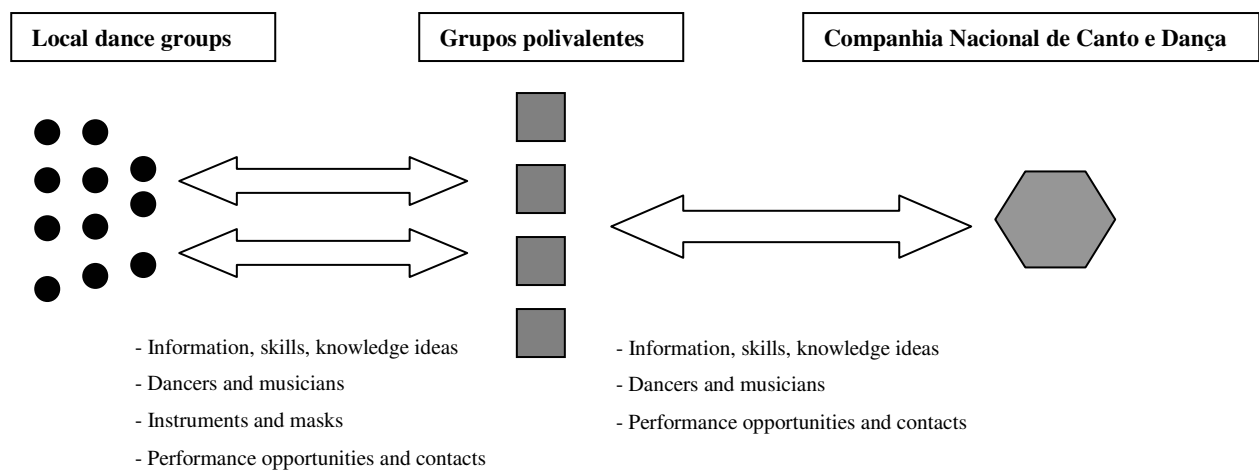 Local dance groups
Grupos polivalentes
Companhia Nacional de Canto e Dança
- Information, skills, knowledge ideas
- Dancers and musicians
- Instruments and masks
- Performance opportunities and contacts
- Information, skills, knowledge ideas
- Dancers and musicians
- Performance opportunities and contacts